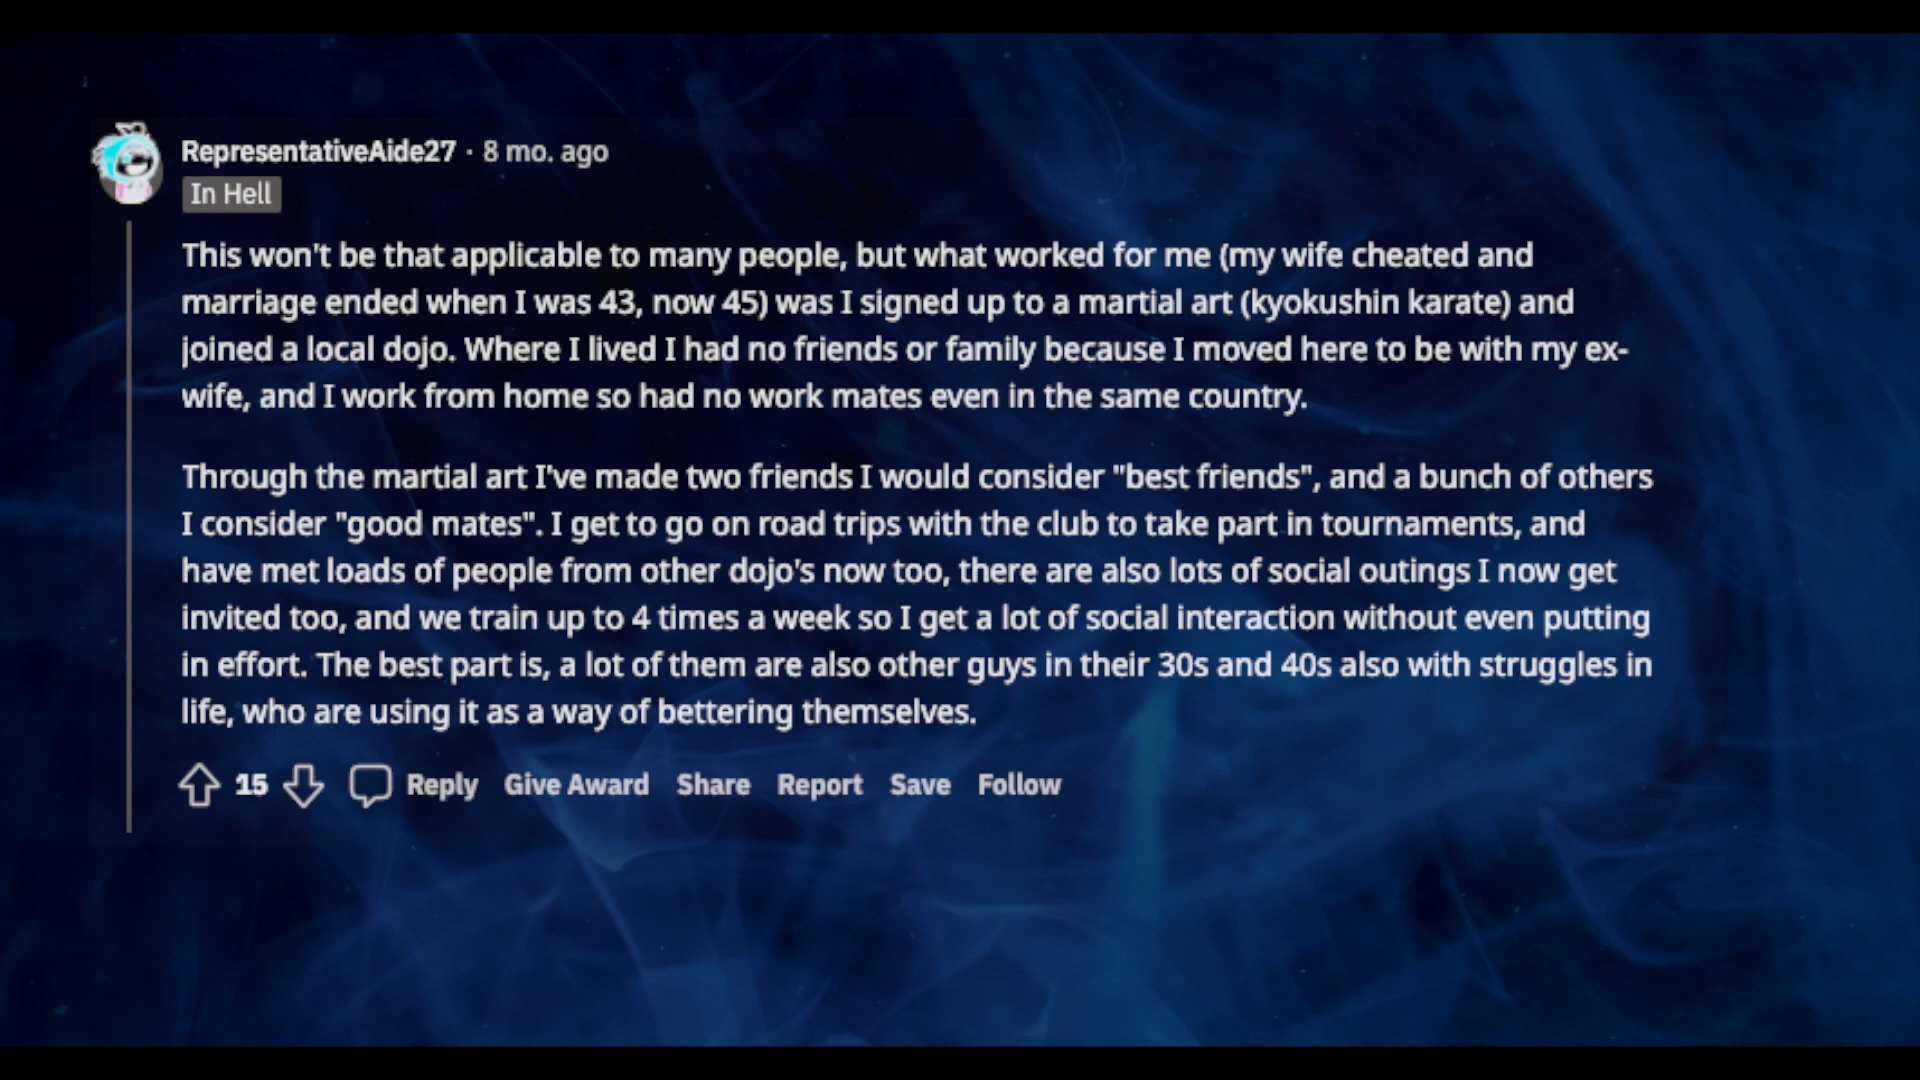 RepresentativeAide27 · 8 mo. ago
In Hell
This won't be that applicable to many people, but what worked for me (my wife cheated and
marriage ended when I was 43, now 45) was I signed up to a martial art (kyokushin karate) and
joined a local dojo. Where I lived I had no friends or family because I moved here to be with my ex-
wife, and I work from home so had no work mates even in the same country.
Through the martial art I've made two friends I would consider "best friends", and a bunch of others
I consider "good mates". I get to go on road trips with the club to take part in tournaments, and
have met loads of people from other dojo's now too, there are also lots of social outings I now get
invited too, and we train up to 4 times a week so I get a lot of social interaction without even putting
in effort. The best part is, a lot of them are also other guys in their 30s and 40s also with struggles in
life, who are using it as a way of bettering themselves.
15 Reply Give Award Share Report Save Follow